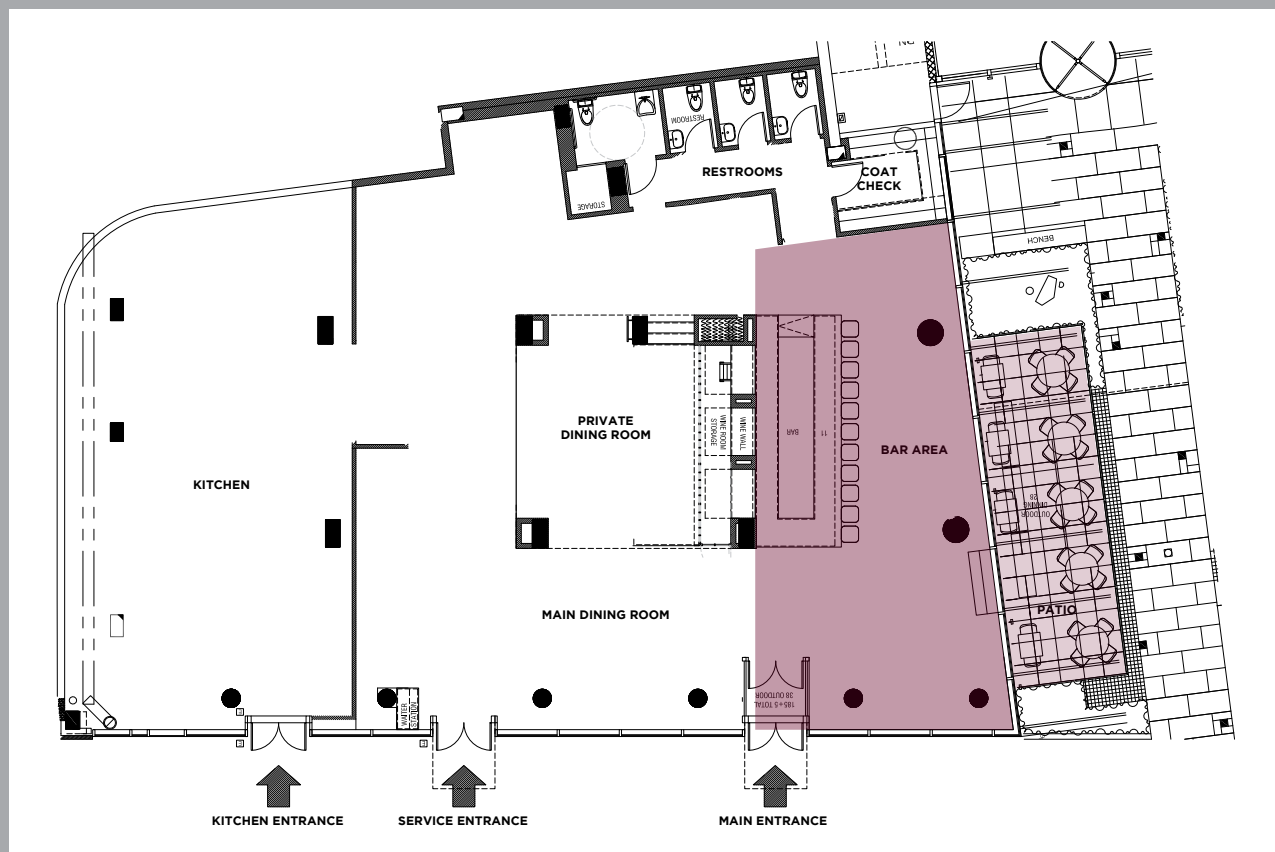 DN
RESTROOM
RESTROOMS
COAT
CHECK
STORAGE
BENCH
PRIVATE
DINING ROOM
WINE ROOM
STORAGE
WINE WALL
BAR
11
BAR AREA
KITCHEN
OUTDOOR
DINING
28
PATIO
MAIN DINING ROOM
185+5 TOTAL
38 OUTDOOR
WATER
STATION
KITCHEN ENTRANCE
SERVICE ENTRANCE
MAIN ENTRANCE